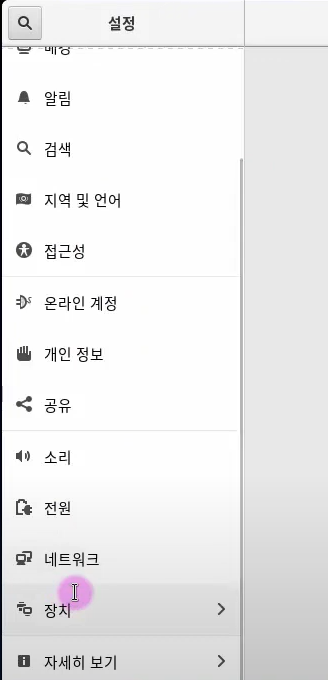 설정
배경
알림
검색
지역 및 언어
접근성
온라인 계정
개인 정보
공유
소리
전원
네트워크
장치
자세히 보기